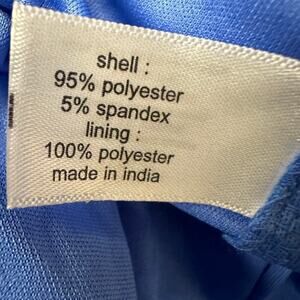 shell :
95% polyester
5% spandex
lining :
100% polyester
made in india